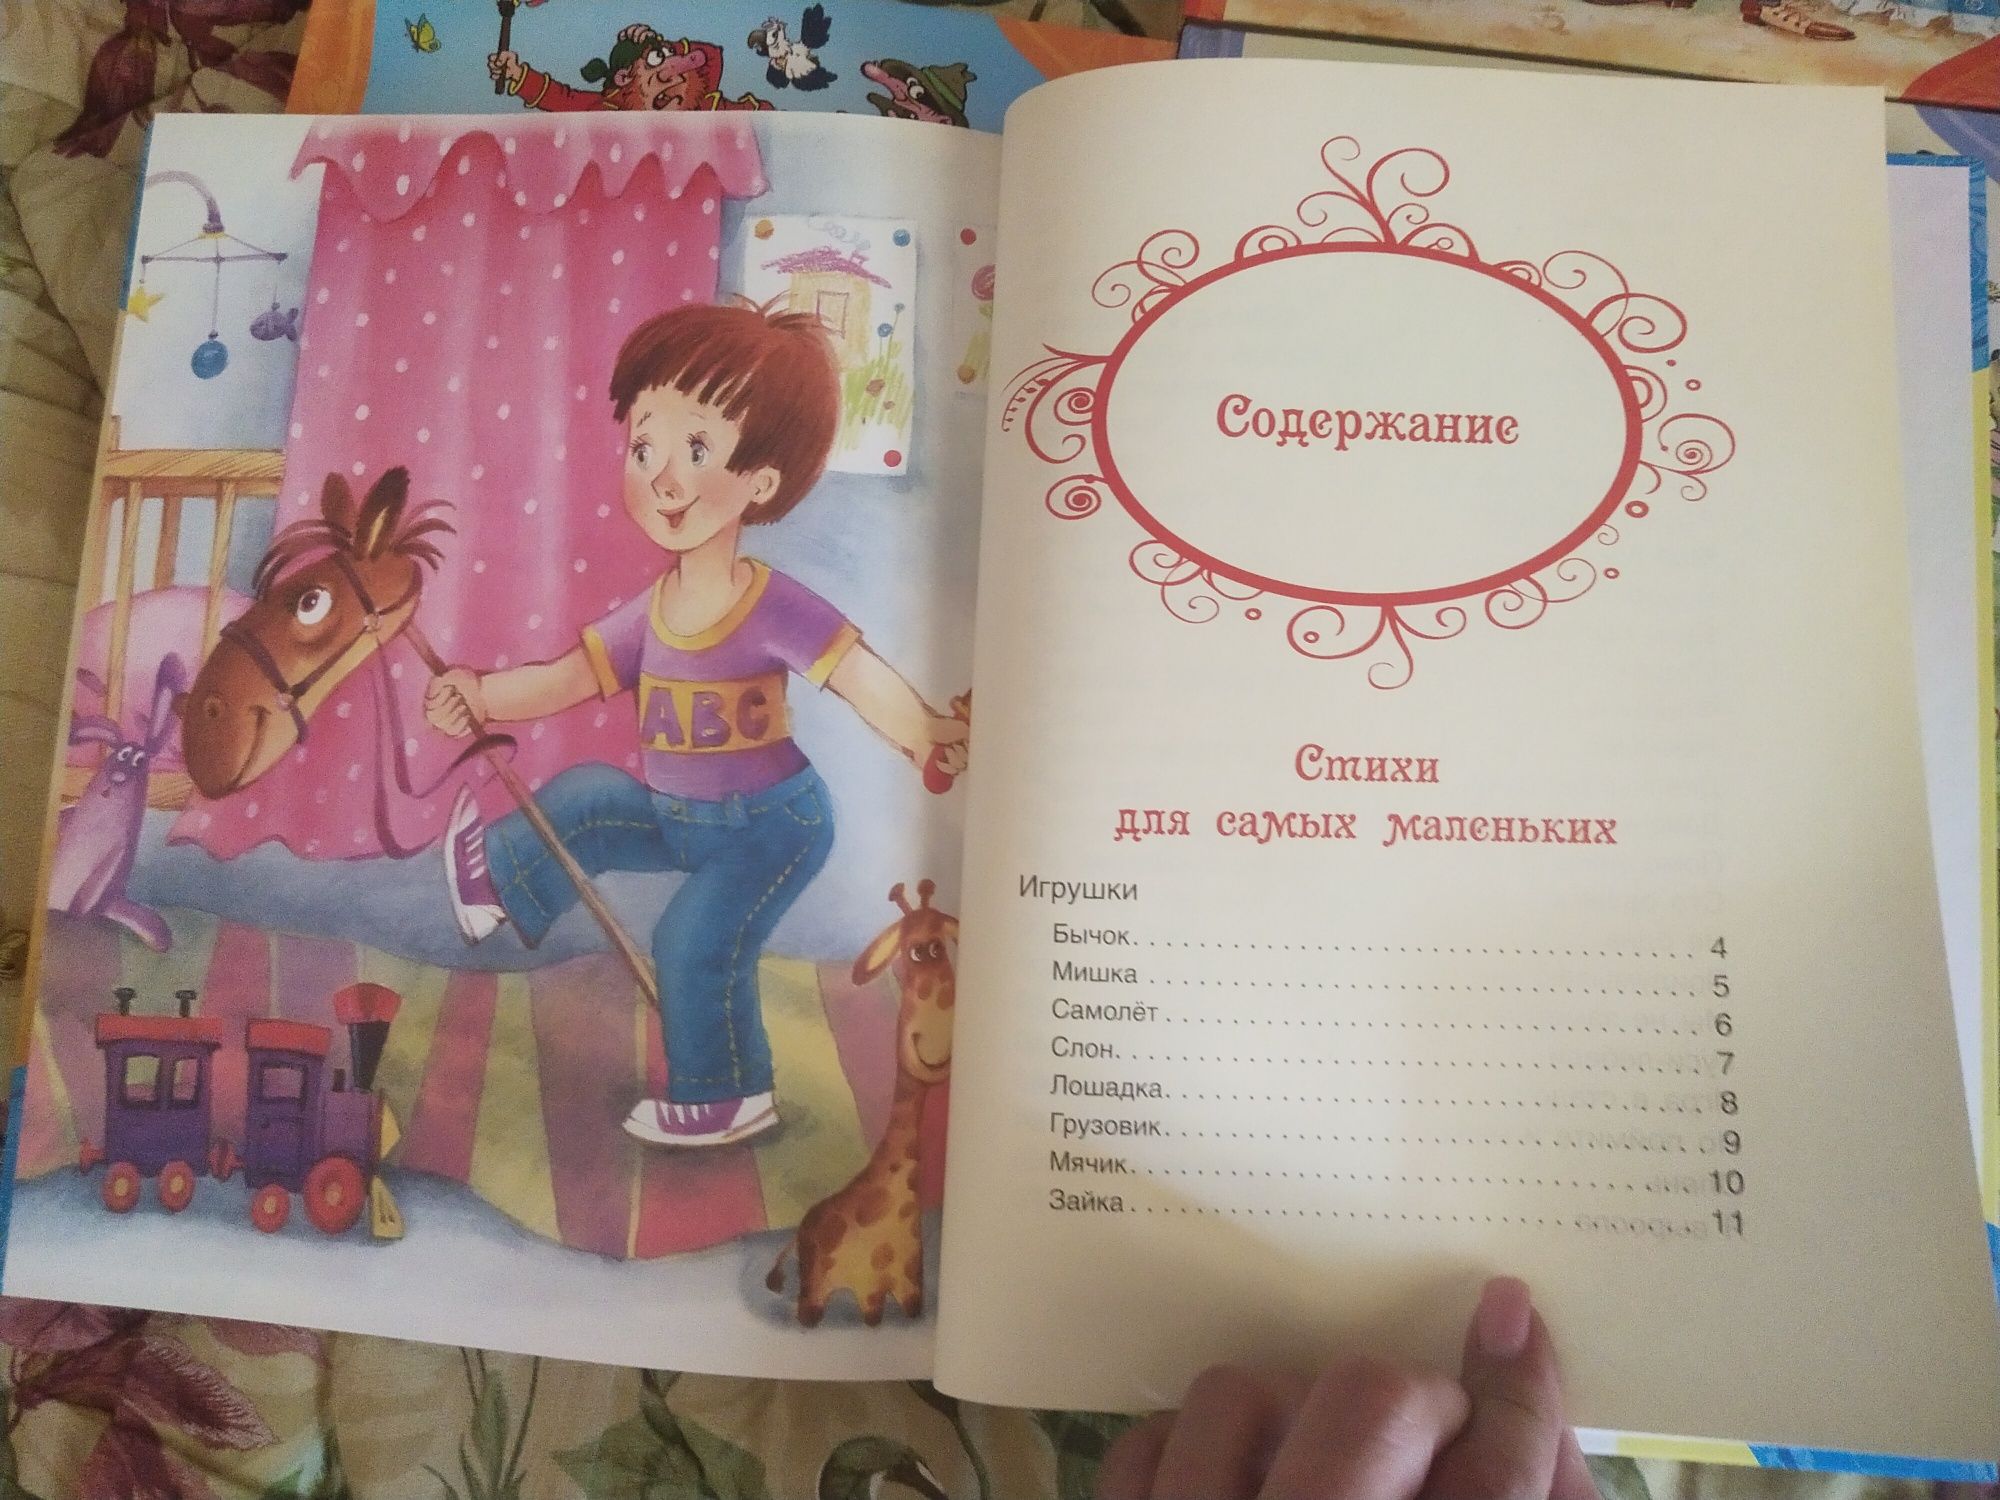 ABC
Содержание
Стихи
для самых маленьких
Игрушки
Бычок. . . . . . . . . . . . . . . . . . . . . . . . . . . . . . . . . . . 4
Мишка . . . . . . . . . . . . . . . . . . . . . . . . . . . . . . . . . . 5
Самолёт . . . . . . . . . . . . . . . . . . . . . . . . . . . . . . . . . 6
Слон. . . . . . . . . . . . . . . . . . . . . . . . . . . . . . . . . . . . 7
Лошадка. . . . . . . . . . . . . . . . . . . . . . . . . . . . . . . . . 8
Грузовик. . . . . . . . . . . . . . . . . . . . . . . . . . . . . . . . . 9
Мячик. . . . . . . . . . . . . . . . . . . . . . . . . . . . . . . . . . 10
Зайка . . . . . . . . . . . . . . . . . . . . . . . . . . . . . . . . . . 11